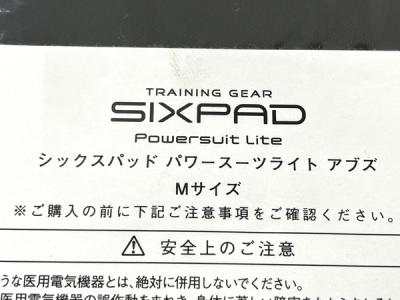 TRAINING GEAR
SIXPAD
Powersuit Lite
シックスパッド パワースーツライト アブズ
Mサイズ
※ご購入の前に下記ご注意事項をご確認ください。
⚠ 安全上のご注意
うな医用電気機器とは、絶対に併用しないでください。